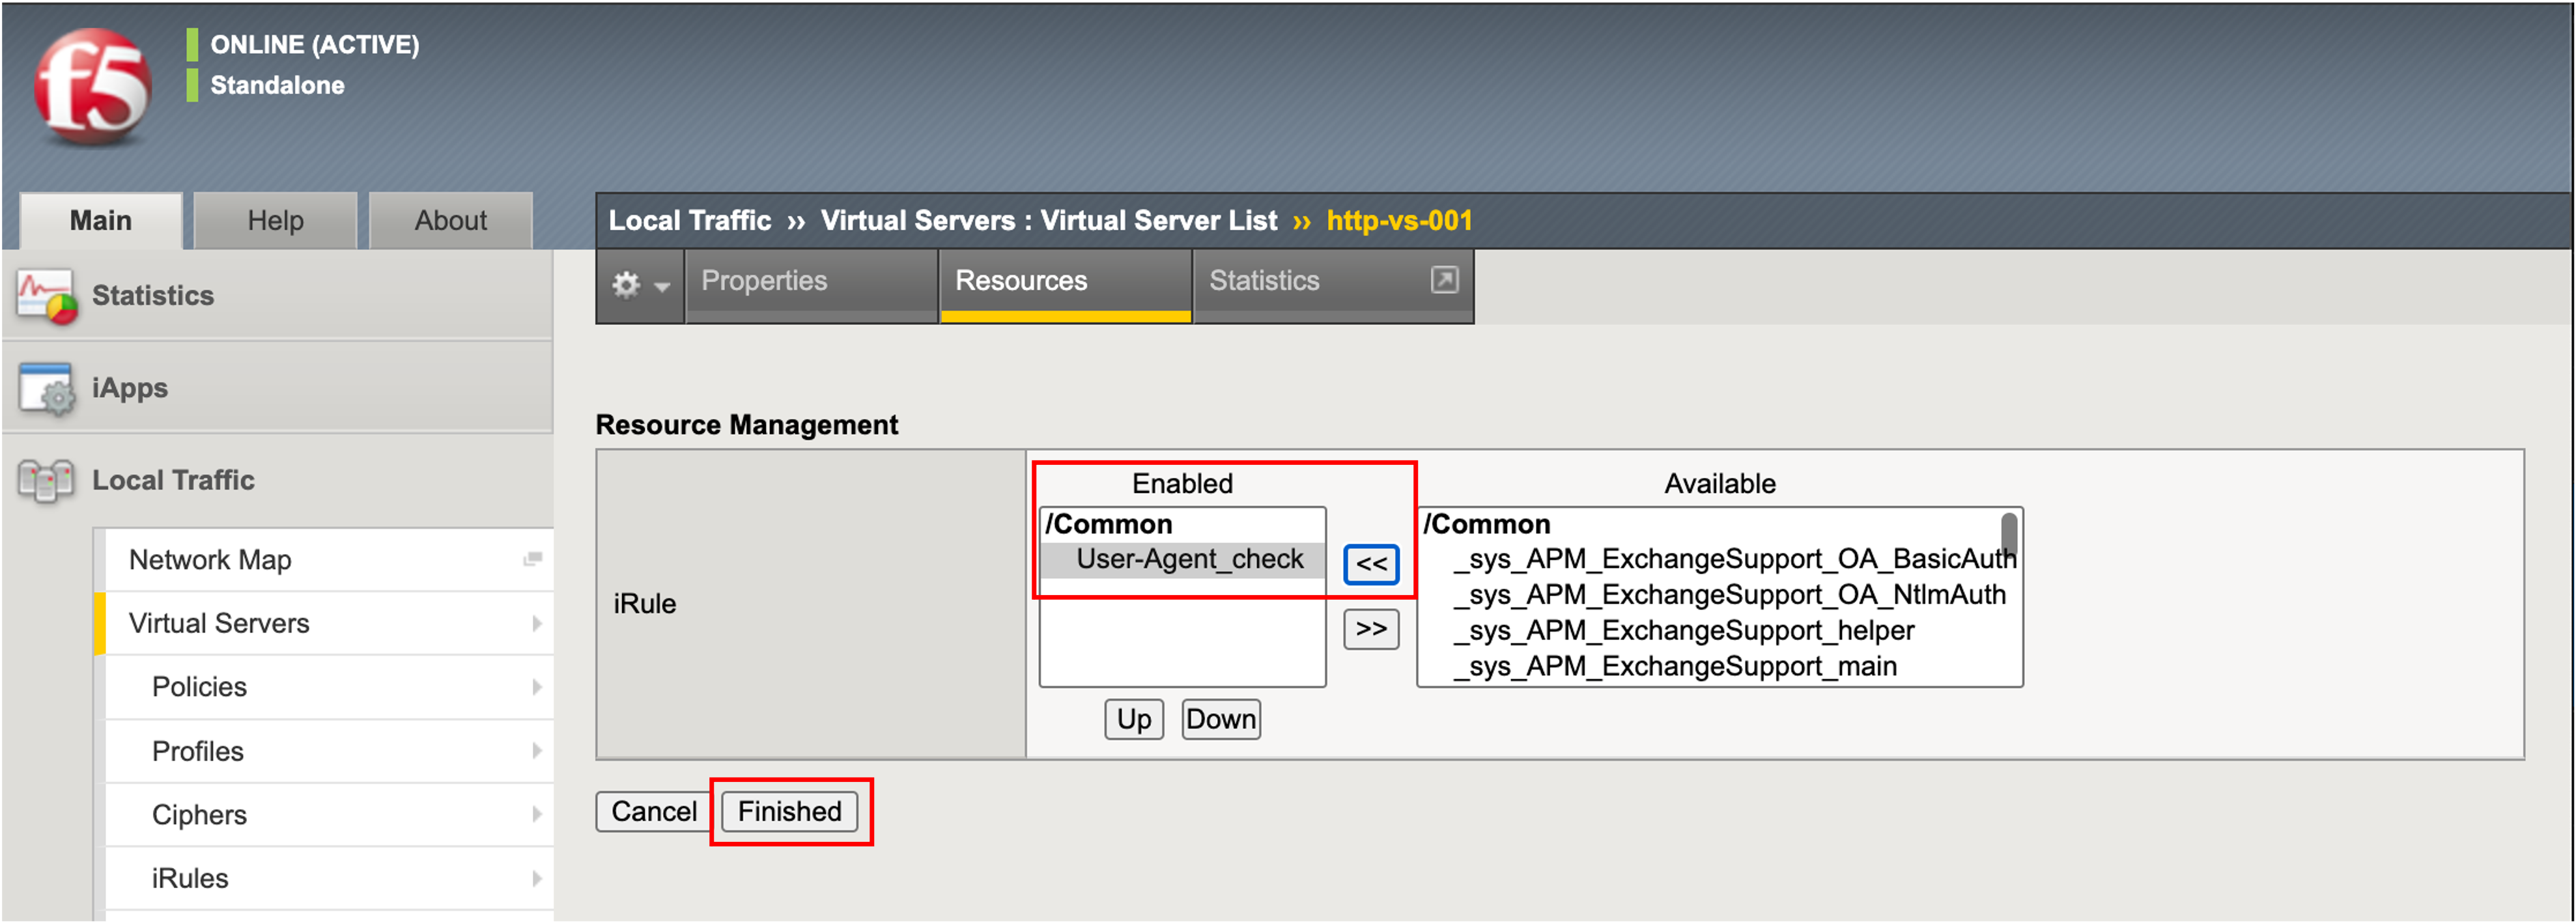 f5
ONLINE (ACTIVE)
Standalone
Main
Help
About
Local Traffic ›› Virtual Servers : Virtual Server List ›› http-vs-001
Properties
Resources
Statistics
Statistics
iApps
Local Traffic
Network Map
Virtual Servers
Policies
Profiles
Ciphers
iRules
Resource Management
iRule
Enabled
/Common
User-Agent_check
<<
>>
Up
Down
Available
/Common
_sys_APM_ExchangeSupport_OA_BasicAuth
_sys_APM_ExchangeSupport_OA_NtlmAuth
_sys_APM_ExchangeSupport_helper
_sys_APM_ExchangeSupport_main
Cancel
Finished